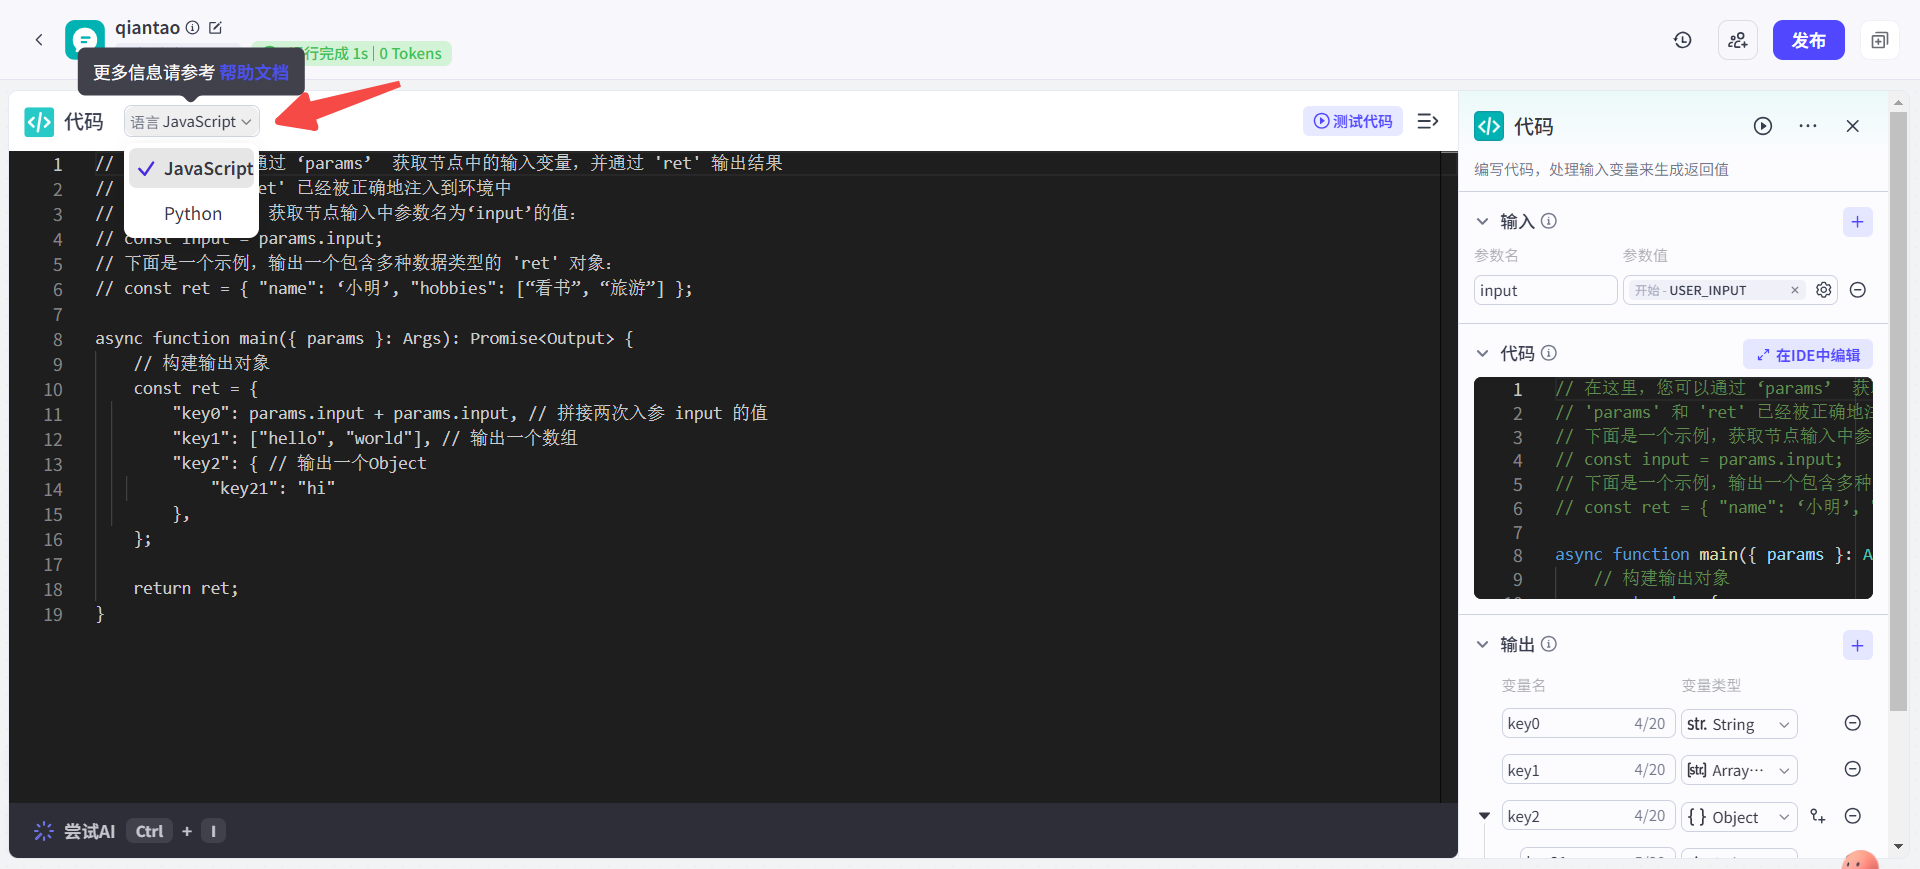 qiantao
行完成 1s | 0 Tokens
发布
更多信息请参考 帮助文档
代码
语言 JavaScript
测试代码
JavaScript
Python
1 // 通过 ‘params’  获取节点中的输入变量，并通过 'ret' 输出结果
2 // et' 已经被正确地注入到环境中
3 // 获取节点输入中参数名为‘input’的值：
4 // const input = params.input;
5 // 下面是一个示例，输出一个包含多种数据类型的 'ret' 对象：
6 // const ret = { "name": ‘小明’, "hobbies": [“看书”, “旅游”] };
7
8 async function main({ params }: Args): Promise<Output> {
9 // 构建输出对象
10 const ret = {
11 "key0": params.input + params.input, // 拼接两次入参 input 的值
12 "key1": ["hello", "world"], // 输出一个数组
13 "key2": { // 输出一个Object
14 "key21": "hi"
15 },
16 };
17
18 return ret;
19 }
尝试AI Ctrl + I
代码
编写代码，处理输入变量来生成返回值
输入
参数名 参数值
input 开始 - USER_INPUT
代码
在IDE中编辑
1 // 在这里，您可以通过 ‘params’  获
2 // 'params' 和 'ret' 已经被正确地注
3 // 下面是一个示例，获取节点输入中参
4 // const input = params.input;
5 // 下面是一个示例，输出一个包含多种
6 // const ret = { "name": ‘小明’,
7
8 async function main({ params }: A
9 // 构建输出对象
输出
变量名 变量类型
key0 4/20 str. String
key1 4/20 [str.] Array···
key2 4/20 { } Object